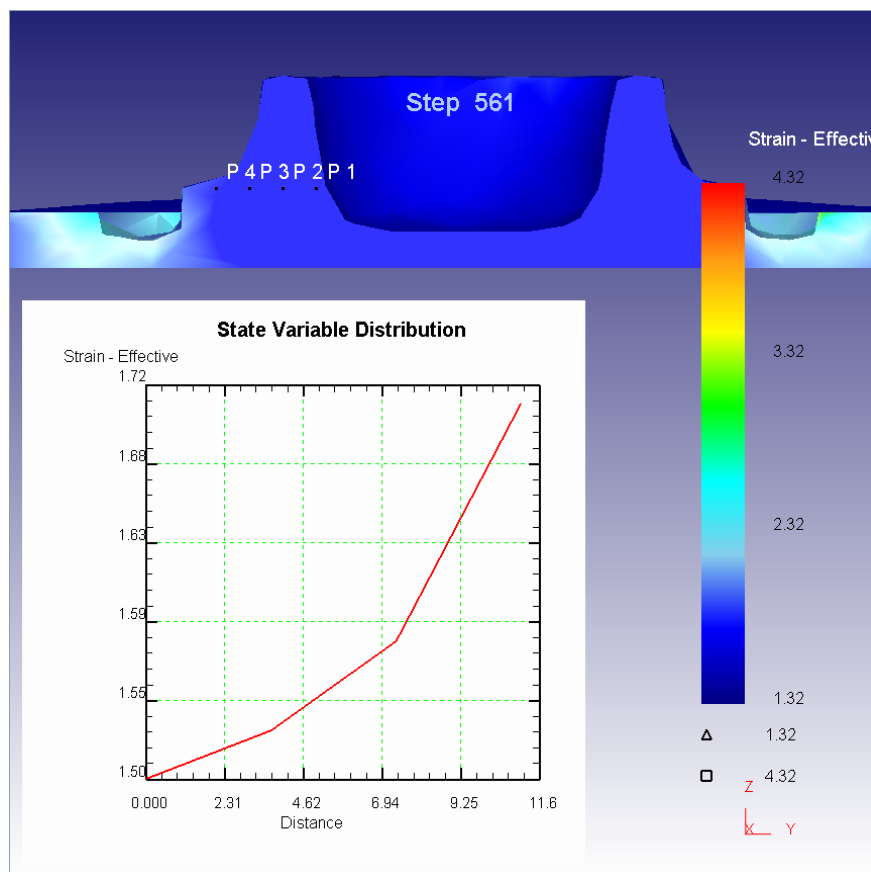 Step 561
Strain - Effective
P 4 P 3 P 2 P 1
4.32
3.32
2.32
1.32
1.32
4.32
State Variable Distribution
Strain - Effective
1.72
1.68
1.63
1.59
1.55
1.50
0.000 2.31 4.62 6.94 9.25 11.6
Distance
Z
X Y